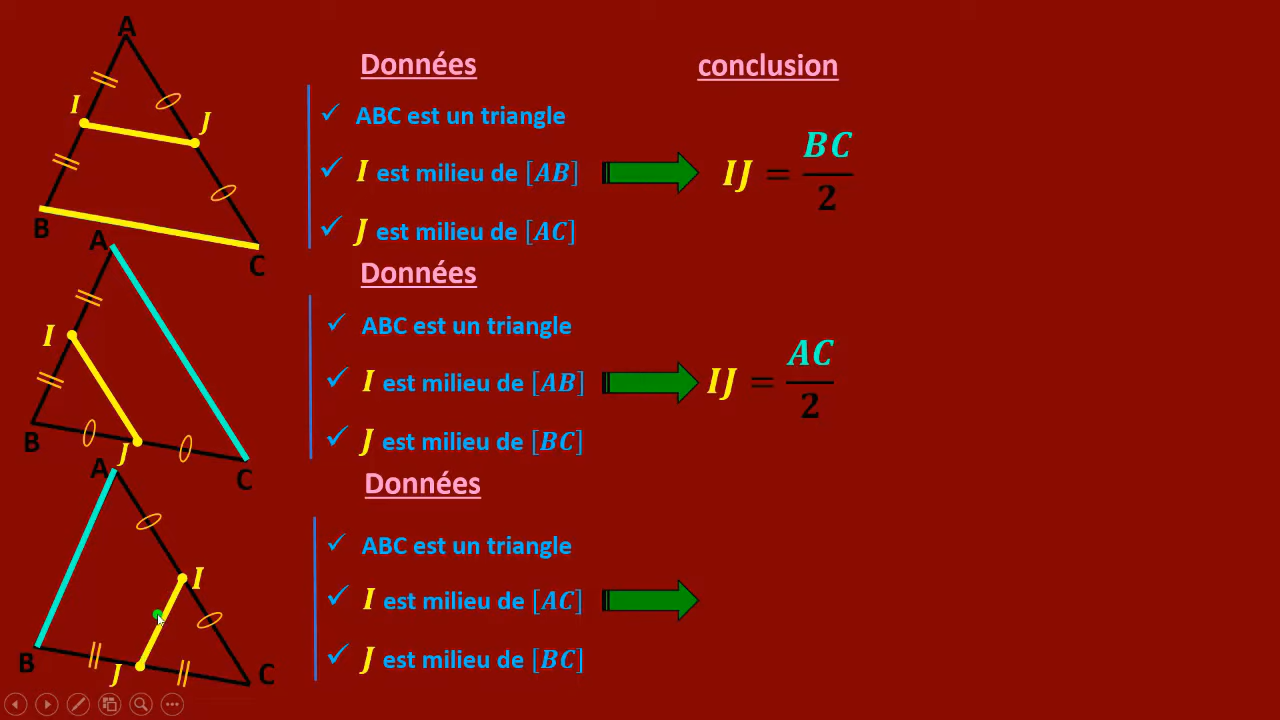 Données
conclusion
A
I
J
B
C
✓ ABC est un triangle
✓ I est milieu de [AB]
✓ J est milieu de [AC]
IJ = BC/2
Données
A
I
B
J
C
✓ ABC est un triangle
✓ I est milieu de [AB]
✓ J est milieu de [BC]
IJ = AC/2
Données
A
I
B
J
C
✓ ABC est un triangle
✓ I est milieu de [AC]
✓ J est milieu de [BC]